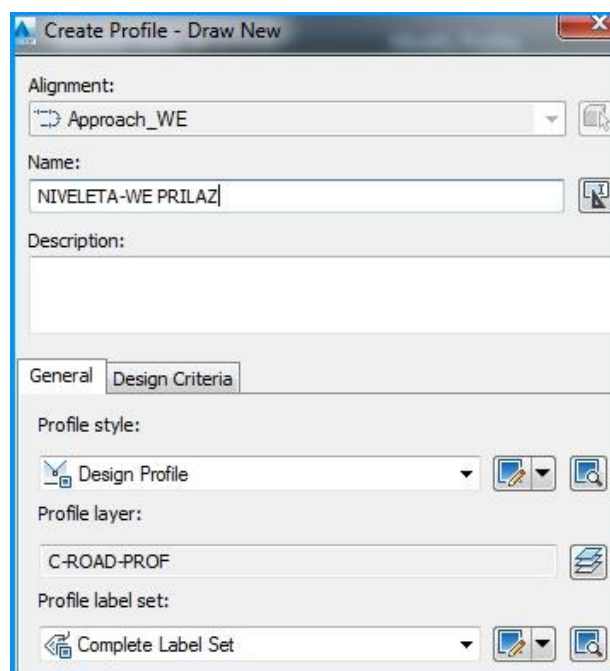 Create Profile - Draw New
Alignment:
Approach_WE
Name:
NIVELETA-WE PRILAZ
Description:
General Design Criteria
Profile style:
Design Profile
Profile layer:
C-ROAD-PROF
Profile label set:
Complete Label Set